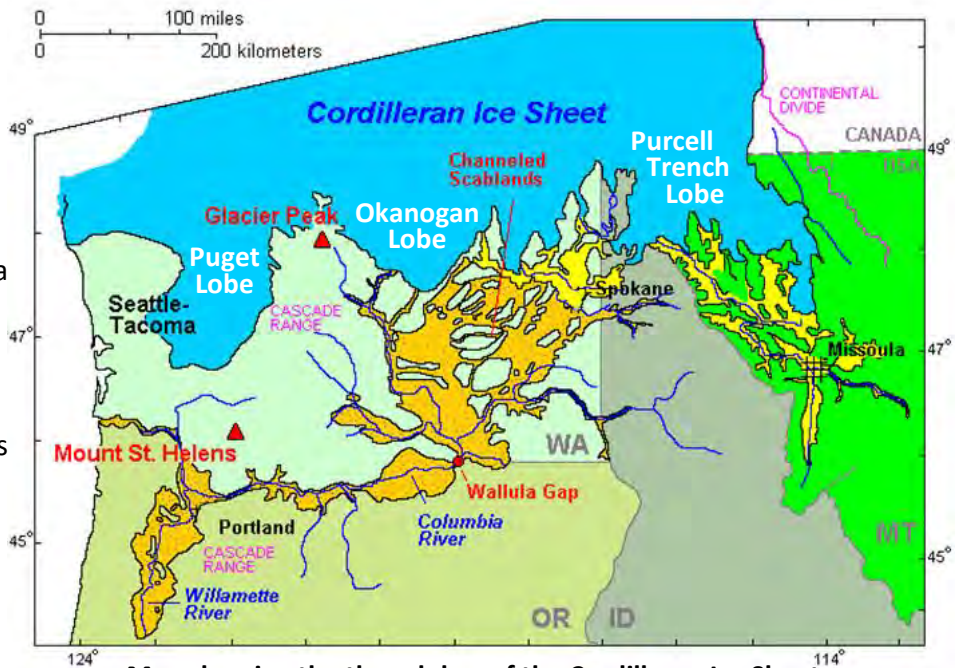 0 100 miles
0 200 kilometers
Cordilleran Ice Sheet
CONTINENTAL
DIVIDE
CANADA
USA
49°
49°
Channeled
Scablands
Purcell
Trench
Lobe
Glacier Peak
Okanogan
Lobe
Puget
Lobe
a
Seattle-
Tacoma
CASCADE
RANGE
Spokane
47°
47°
Missoula
s
Mount St. Helens
WA
Wallula Gap
Portland
Columbia
River
CASCADE
RANGE
45°
45°
MT
Willamette
River
OR
ID
124°
114°